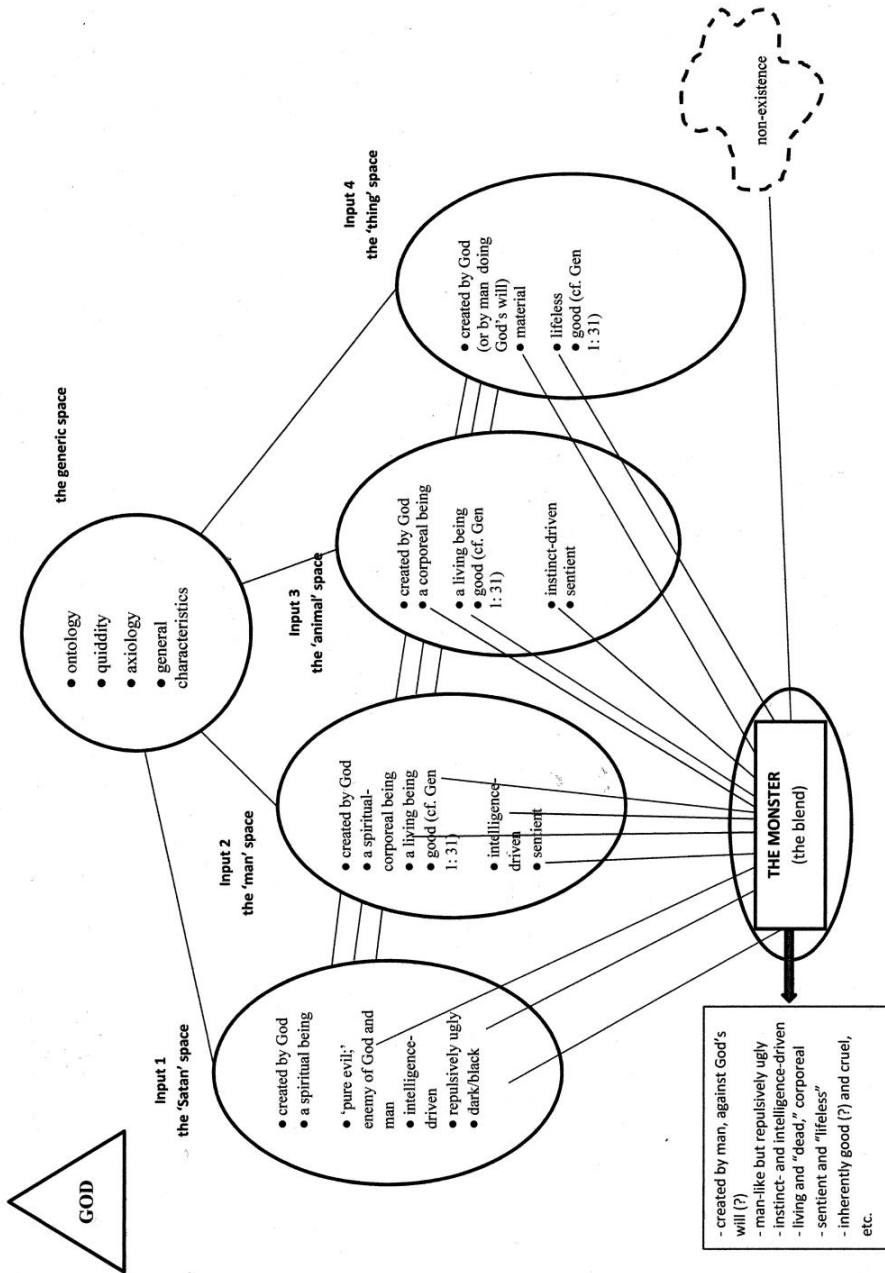 GOD
the generic space
● ontology
● quiddity
● axiology
● general
characteristics
Input 1
the 'Satan' space
● created by God
● a spiritual being
● 'pure evil;'
enemy of God and
man
● intelligence-
driven
● repulsively ugly
● dark/black
Input 2
the 'man' space
● created by God
● a spiritual-
corporeal being
● a living being
● good (cf. Gen
1: 31)
● intelligence-
driven
● sentient
Input 3
the 'animal' space
● created by God
● a corporeal being
● a living being
● good (cf. Gen
1: 31)
● instinct-driven
● sentient
Input 4
the 'thing' space
● created by God
(or by man doing
God's will)
● material
● lifeless
● good (cf. Gen
1: 31)
non-existence
THE MONSTER
(the blend)
- created by man, against God's
will (?)
- man-like but repulsively ugly
- instinct- and intelligence-driven
- living and "dead," corporeal
- sentient and "lifeless"
- inherently good (?) and cruel,
etc.